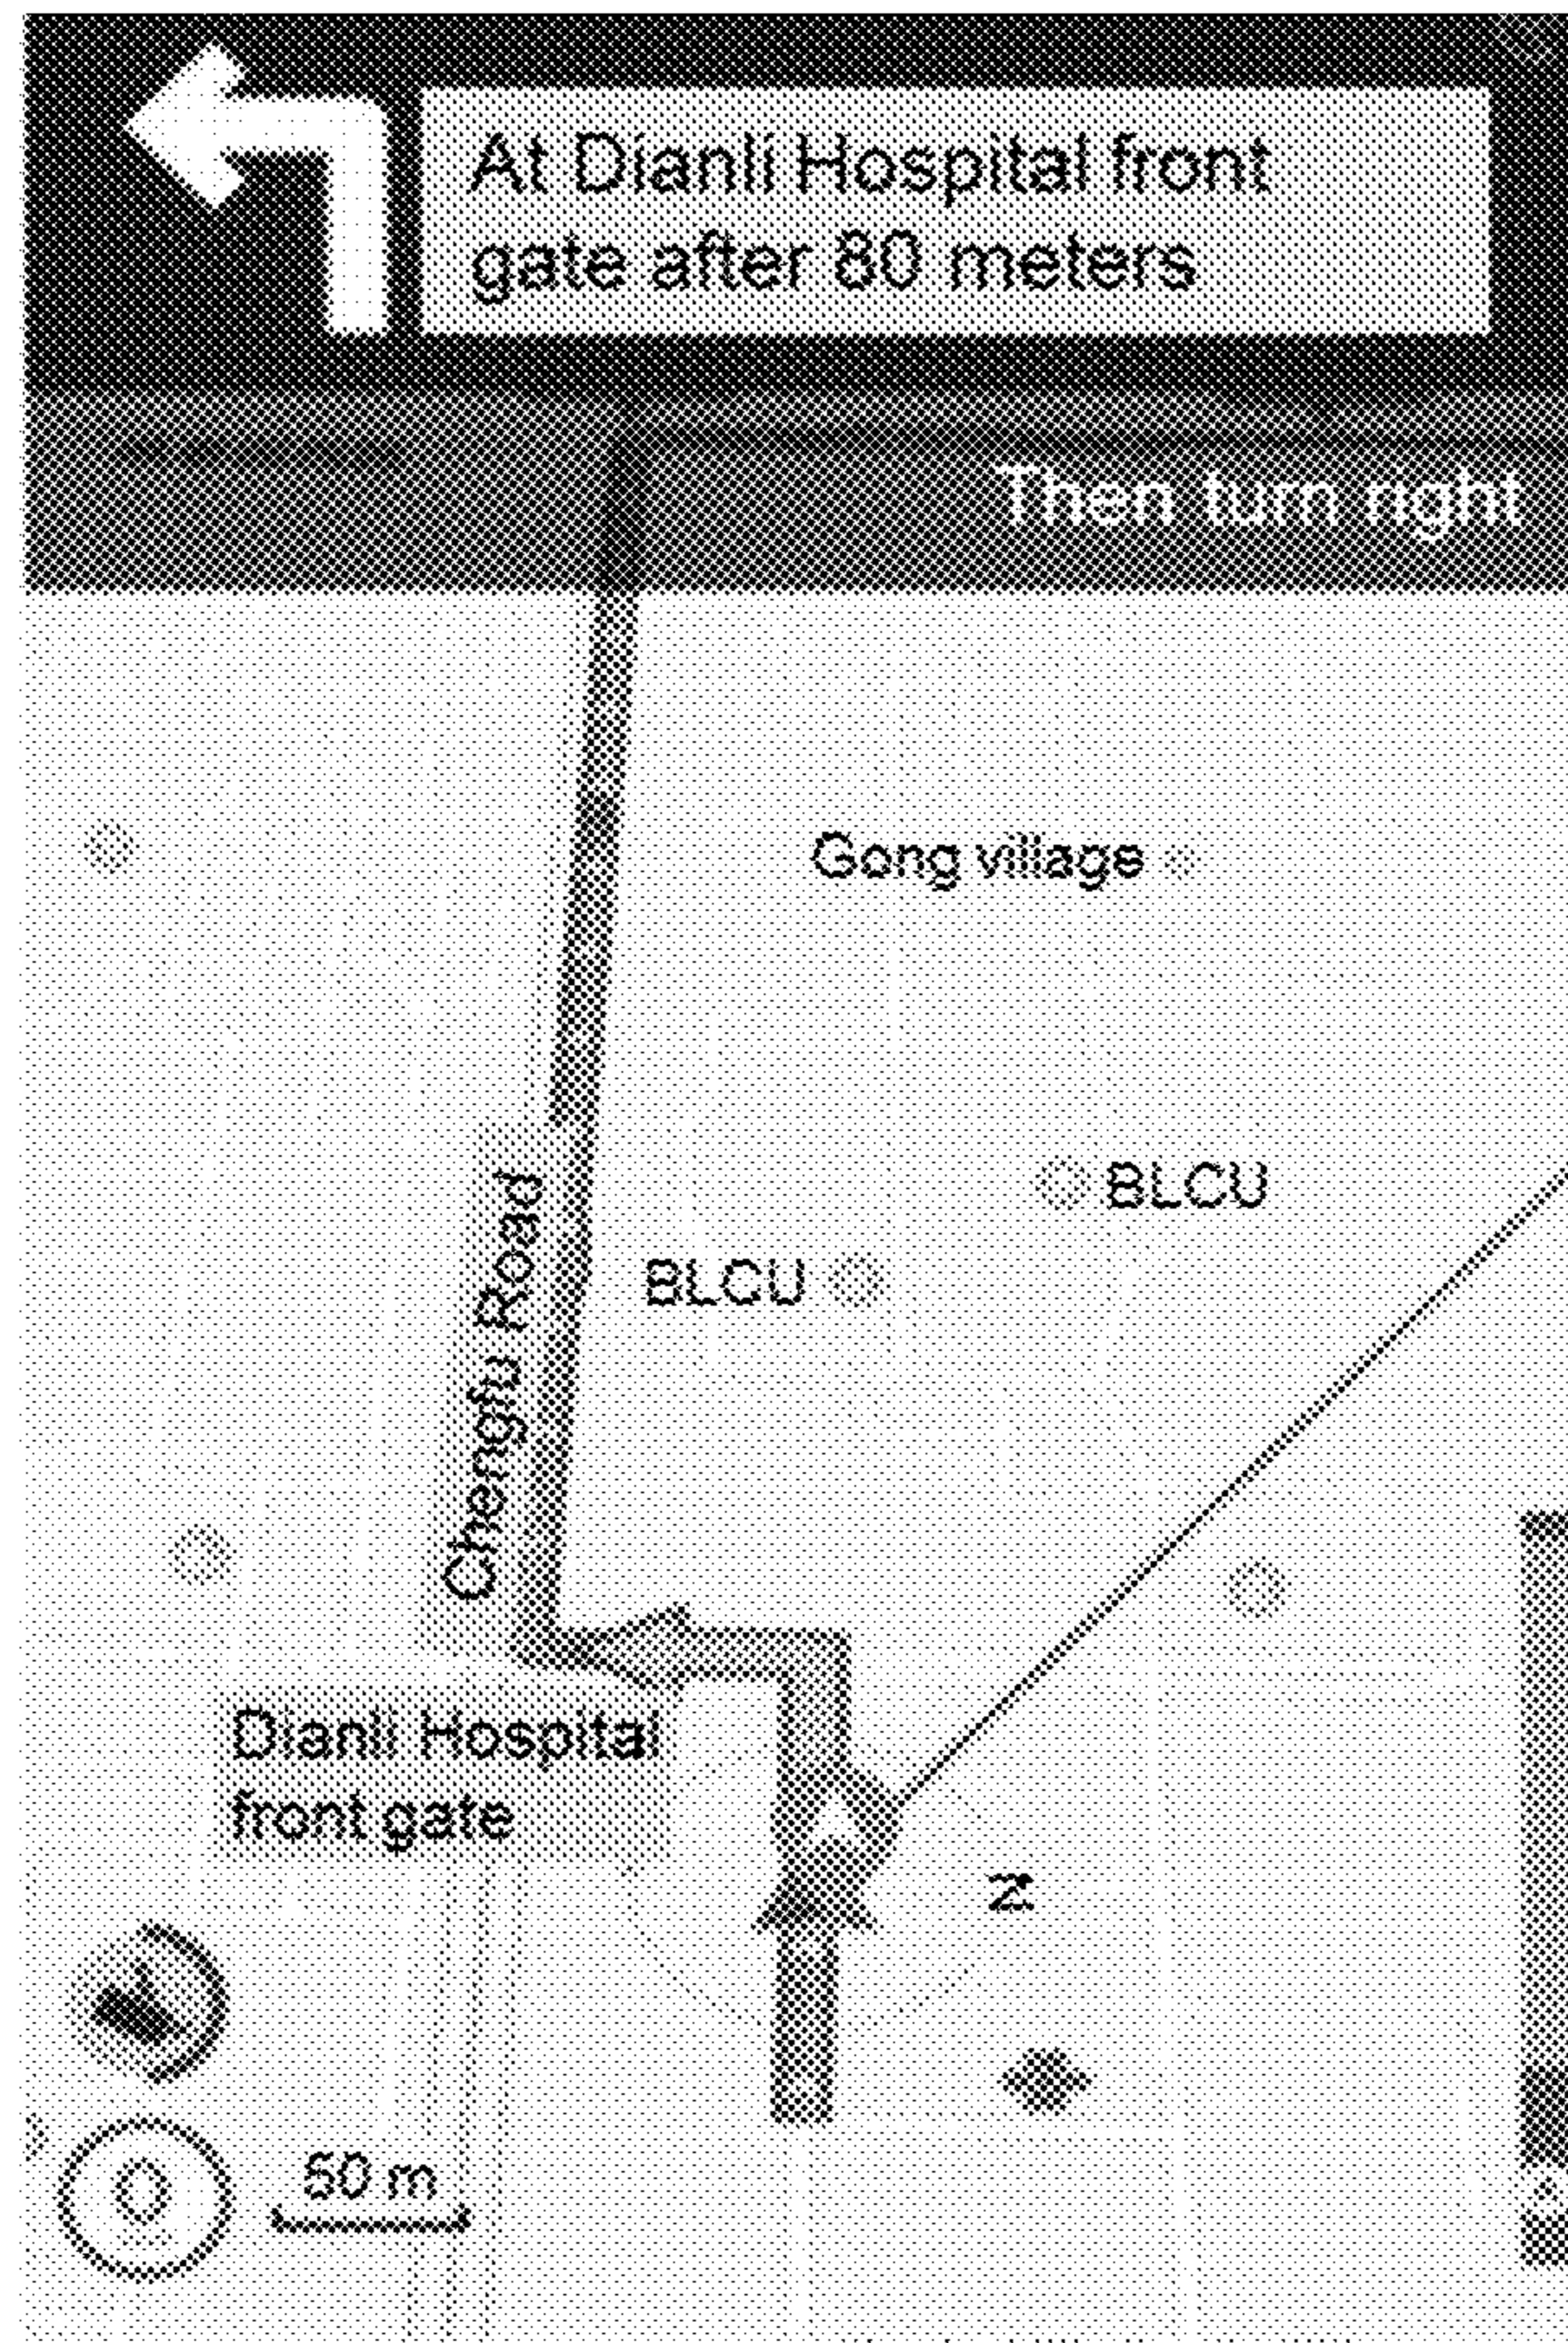 At Dianli Hospital front
gate after 80 meters
Then turn right
Gong village
BLCU
BLCU
Chengfu Road
Dianli Hospital
front gate
N
0
50 m